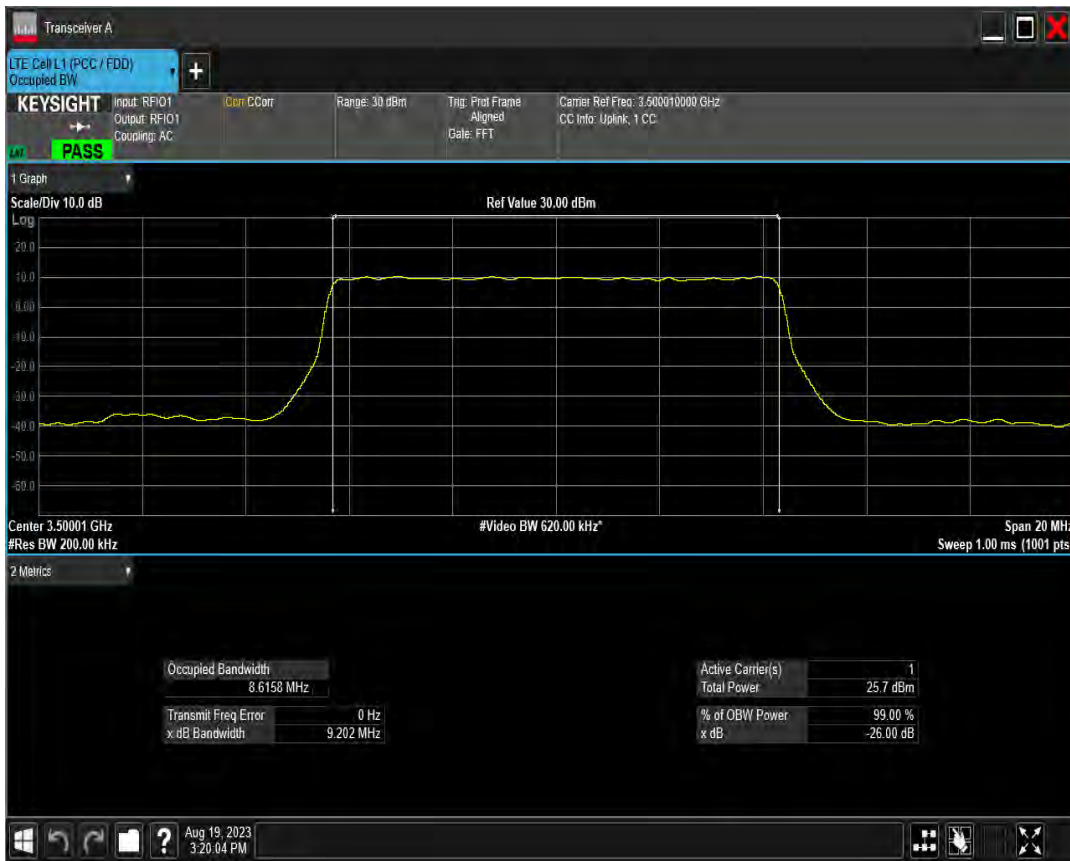 Transceiver A
LTE Cell L1 (PCC / FDD)
Occupied BW
+
KEYSIGHT
Input: RFIO1
Output: RFIO1
Coupling: AC
Corr CCorr
Range: 30 dBm
Trig: Prot Frame
Aligned
Gate: FFT
Carrier Ref Freq: 3.500010000 GHz
CC Info: Uplink, 1 CC
PASS
1 Graph
Scale/Div 10.0 dB
Ref Value 30.00 dBm
Log
20.0
10.0
0.00
-10.0
-20.0
-30.0
-40.0
-50.0
-60.0
Center 3.50001 GHz
#Video BW 620.00 kHz*
Span 20 MHz
#Res BW 200.00 kHz
Sweep 1.00 ms (1001 pts
2 Metrics
Occupied Bandwidth
8.6158 MHz
Transmit Freq Error 0 Hz
x dB Bandwidth 9.202 MHz
Active Carrier(s) 1
Total Power 25.7 dBm
% of OBW Power 99.00 %
x dB -26.00 dB
?
Aug 19, 2023
3:20:04 PM